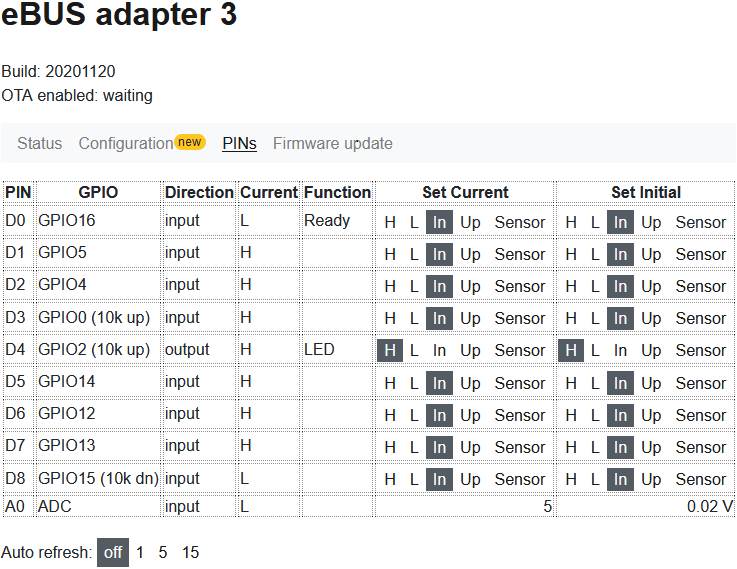 eBUS adapter 3
Build: 20201120
OTA enabled: waiting
Status Configuration new PINs Firmware update
PIN GPIO Direction Current Function Set Current Set Initial
D0 GPIO16 input L Ready H L In Up Sensor H L In Up Sensor
D1 GPIO5 input H H L In Up Sensor H L In Up Sensor
D2 GPIO4 input H H L In Up Sensor H L In Up Sensor
D3 GPIO0 (10k up) input H H L In Up Sensor H L In Up Sensor
D4 GPIO2 (10k up) output H LED H L In Up Sensor H L In Up Sensor
D5 GPIO14 input H H L In Up Sensor H L In Up Sensor
D6 GPIO12 input H H L In Up Sensor H L In Up Sensor
D7 GPIO13 input H H L In Up Sensor H L In Up Sensor
D8 GPIO15 (10k dn) input L H L In Up Sensor H L In Up Sensor
A0 ADC input L 5 0.02 V
Auto refresh: off 1 5 15